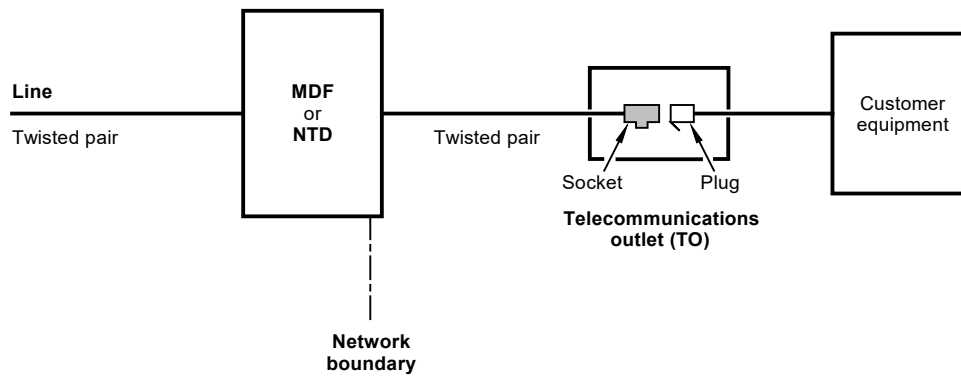 Line
Twisted pair
MDF
or
NTD
Twisted pair
Socket
Plug
Telecommunications
outlet (TO)
Customer
equipment
Network
boundary